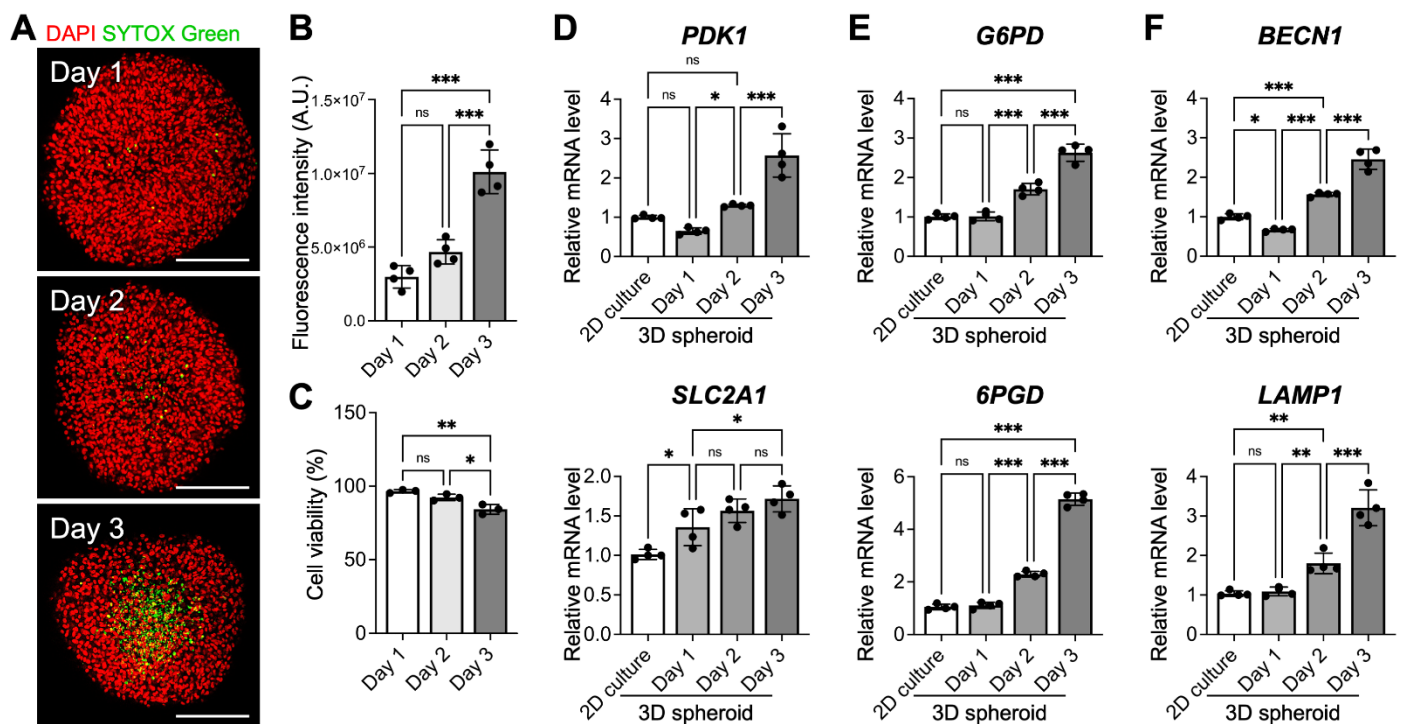 A
DAPI SYTOX Green
Day 1
Day 2
Day 3
B
Fluorescence intensity (A.U.)
1.5×10⁷
1.0×10⁷
5.0×10⁶
0.0
***
ns
***
Day 1
Day 2
Day 3
C
Cell viability (%)
150
100
50
0
**
ns
*
Day 1
Day 2
Day 3
D
PDK1
Relative mRNA level
4
3
2
1
0
ns
ns
*
***
2D culture
Day 1
Day 2
Day 3
3D spheroid
SLC2A1
Relative mRNA level
2.0
1.5
1.0
0.5
0.0
*
*
ns
ns
2D culture
Day 1
Day 2
Day 3
3D spheroid
E
G6PD
Relative mRNA level
4
3
2
1
0
***
ns
***
***
2D culture
Day 1
Day 2
Day 3
3D spheroid
6PGD
Relative mRNA level
6
4
2
0
***
ns
***
***
2D culture
Day 1
Day 2
Day 3
3D spheroid
F
BECN1
Relative mRNA level
4
3
2
1
0
***
*
***
***
2D culture
Day 1
Day 2
Day 3
3D spheroid
LAMP1
Relative mRNA level
4
3
2
1
0
**
ns
**
***
2D culture
Day 1
Day 2
Day 3
3D spheroid